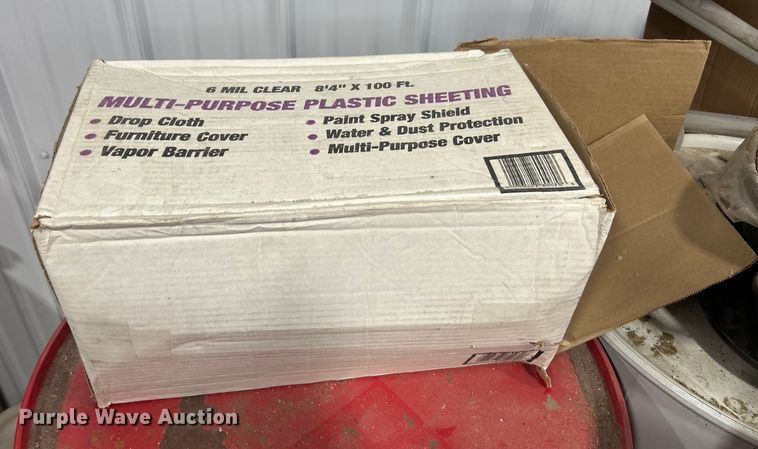 6 MIL CLEAR 8'4" X 100 Ft.
MULTI-PURPOSE PLASTIC SHEETING
• Drop Cloth
• Furniture Cover
• Vapor Barrier
• Paint Spray Shield
• Water & Dust Protection
• Multi-Purpose Cover
Purple Wave Auction